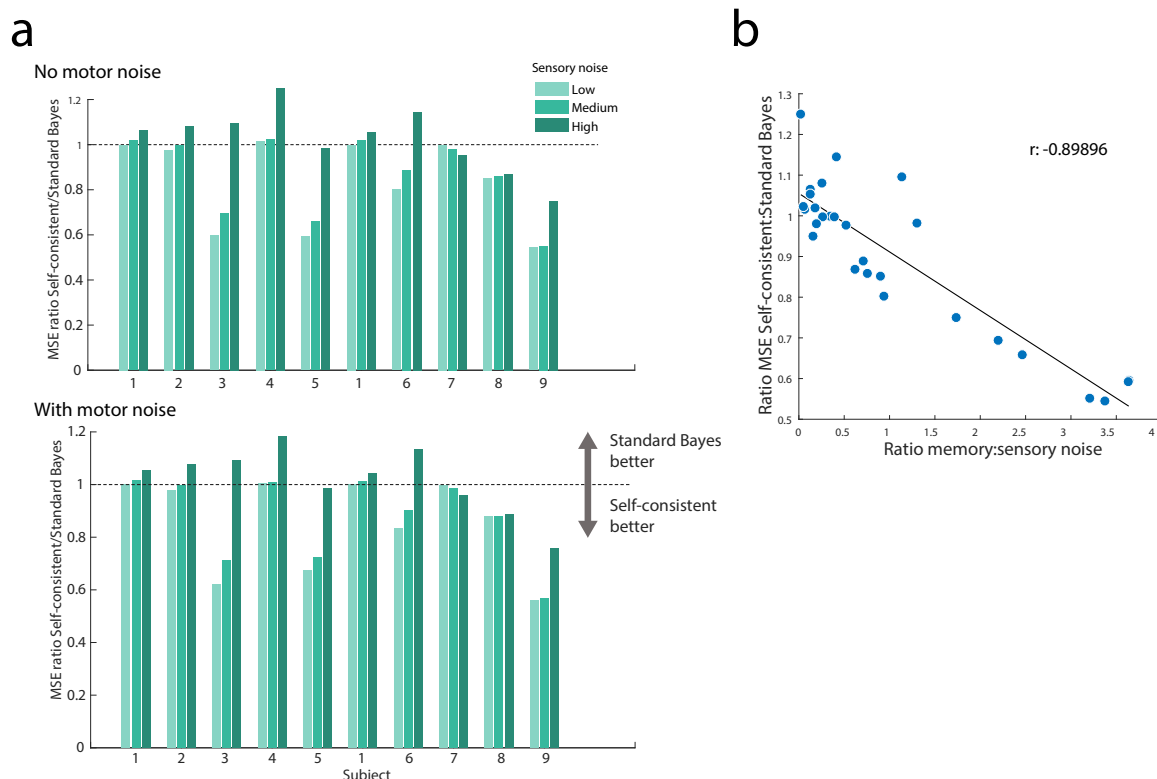 a
No motor noise
Sensory noise
Low
Medium
High
MSE ratio Self-consistent/Standard Bayes
1.2
1
0.8
0.6
0.4
0.2
0
1 2 3 4 5 1 6 7 8 9
With motor noise
MSE ratio Self-consistent/Standard Bayes
1.2
1
0.8
0.6
0.4
0.2
0
1 2 3 4 5 1 6 7 8 9
Subject
Standard Bayes
better
Self-consistent
better
b
Ratio MSE Self-consistent:Standard Bayes
1.3
1.2
1.1
1
0.9
0.8
0.7
0.6
0.5
r: -0.89896
0 0.5 1 1.5 2 2.5 3 3.5 4
Ratio memory:sensory noise